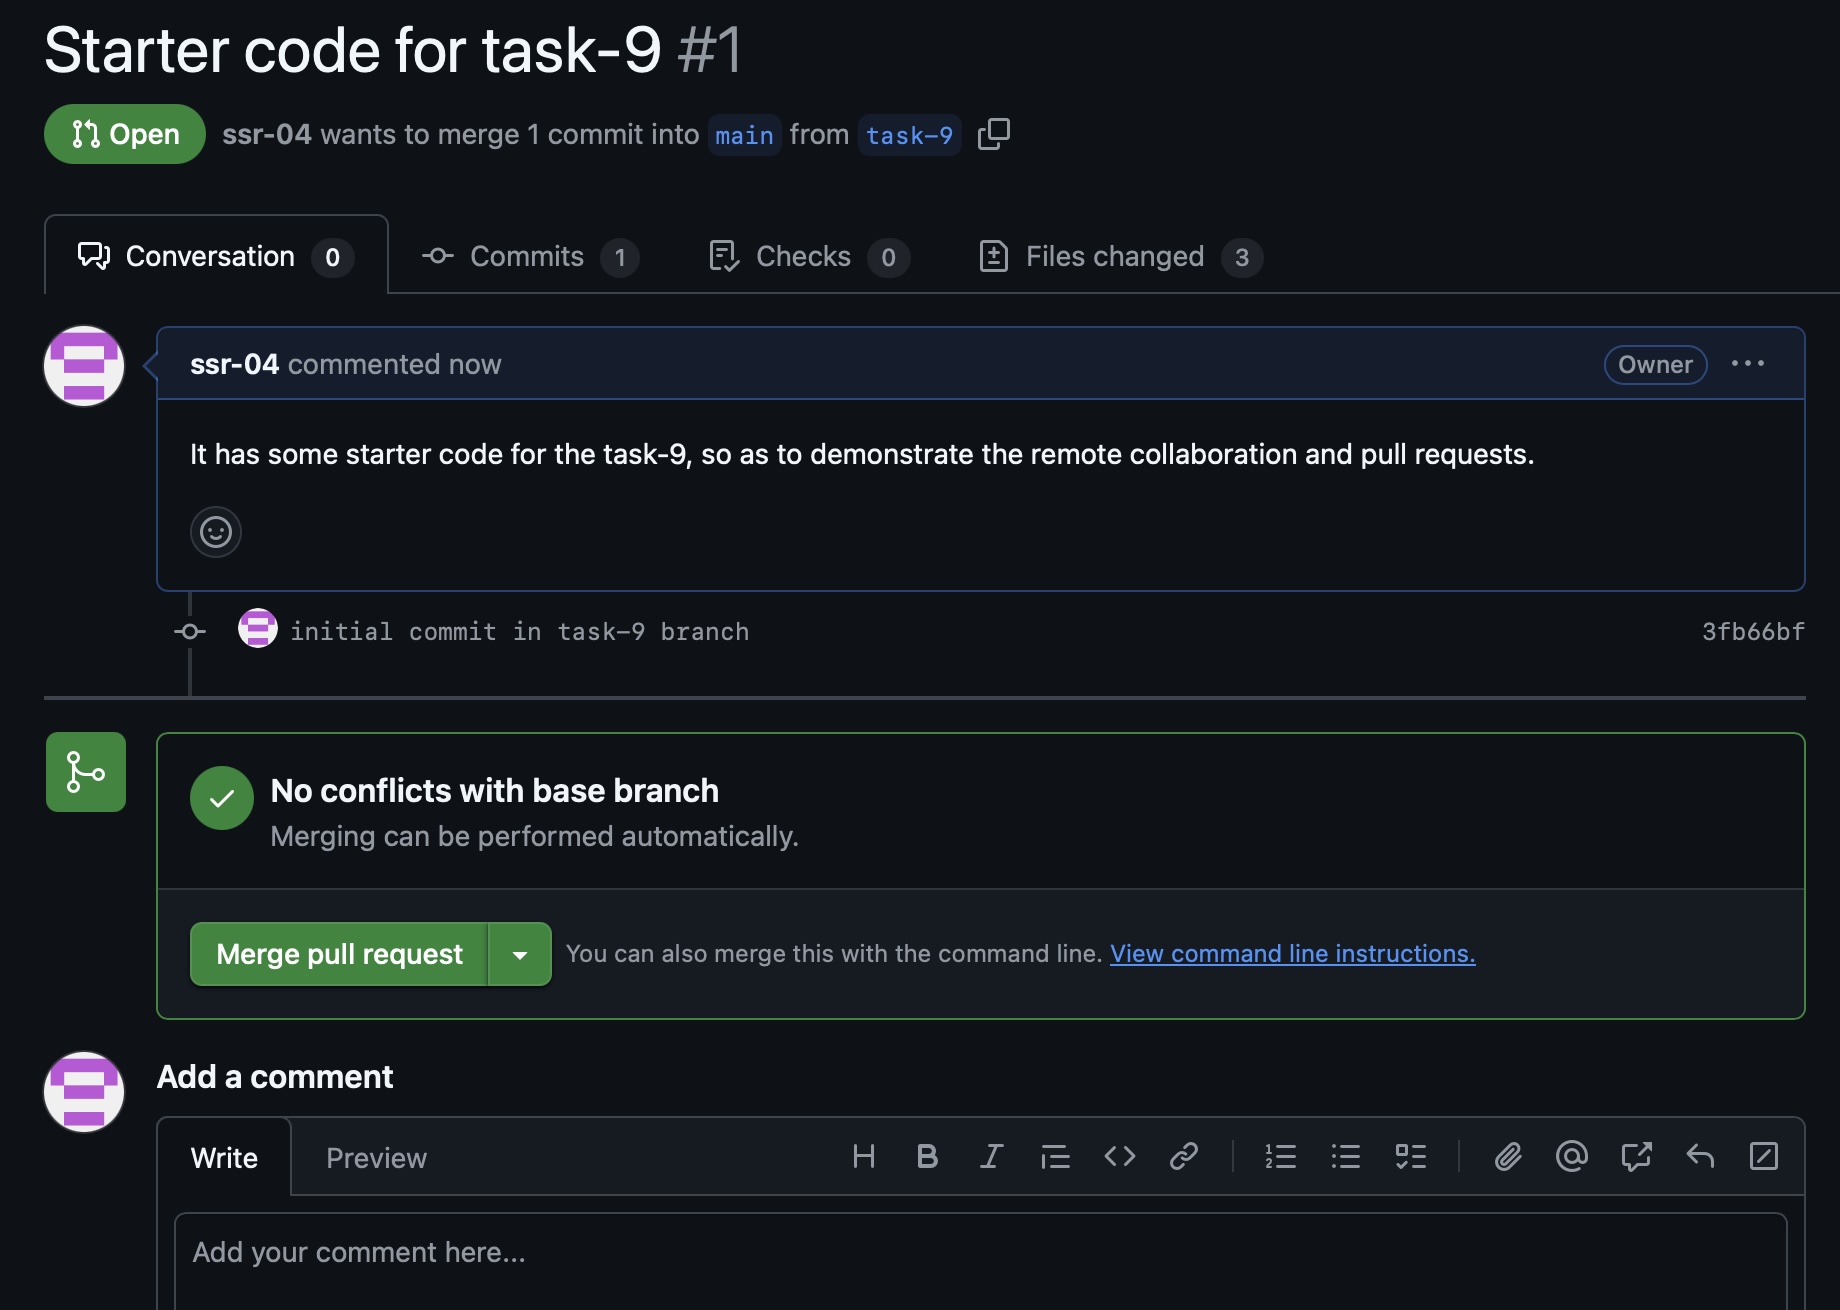 Starter code for task-9 #1
Open ssr-04 wants to merge 1 commit into main from task-9
Conversation 0 Commits 1 Checks 0 Files changed 3
ssr-04 commented now Owner
It has some starter code for the task-9, so as to demonstrate the remote collaboration and pull requests.
initial commit in task-9 branch 3fb66bf
No conflicts with base branch
Merging can be performed automatically.
Merge pull request You can also merge this with the command line. View command line instructions.
Add a comment
Write Preview
Add your comment here...